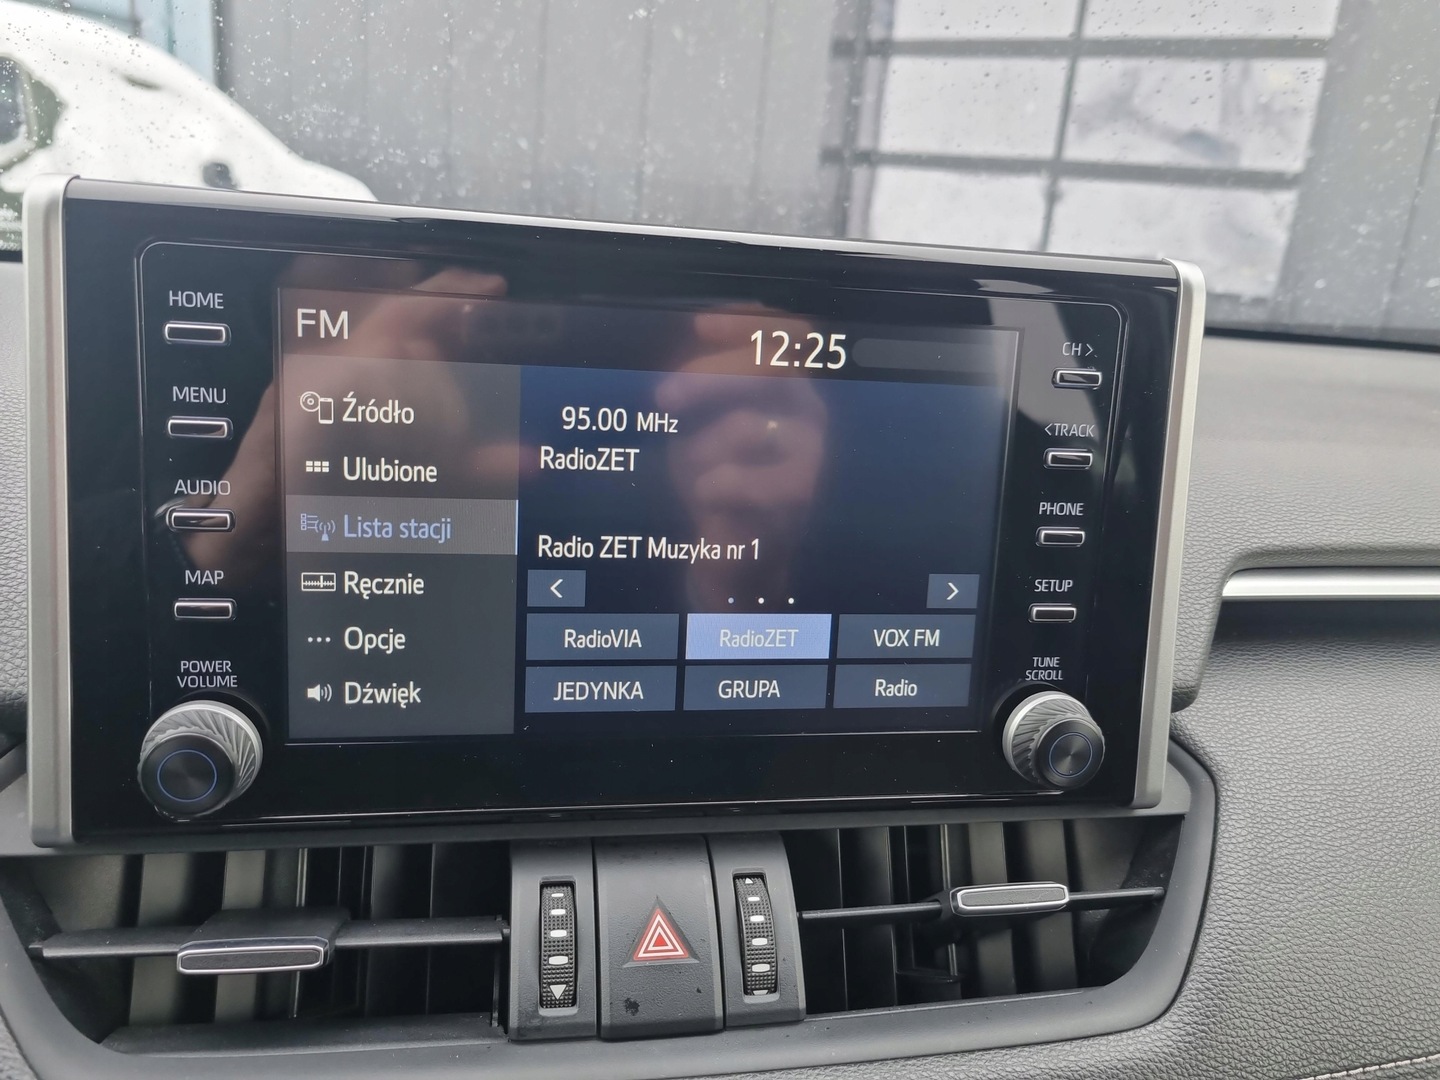 HOME
MENU
AUDIO
MAP
POWER
VOLUME
FM
12:25
Źródło
Ulubione
Lista stacji
Ręcznie
Opcje
Dźwięk
95.00 MHz
RadioZET
Radio ZET Muzyka nr 1
<
>
RadioVIA RadioZET VOX FM
JEDYNKA GRUPA Radio
CH >
< TRACK
PHONE
SETUP
TUNE
SCROLL